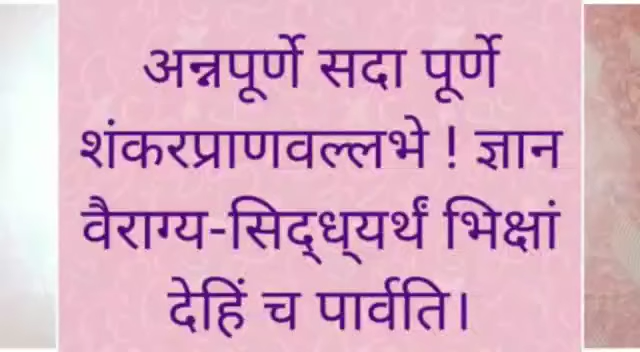 अन्नपूर्णे सदा पूर्णे
शंकरप्राणवल्लभे ! ज्ञान
वैराग्य-सिद्ध्यर्थं भिक्षां
देहिं च पार्वति।